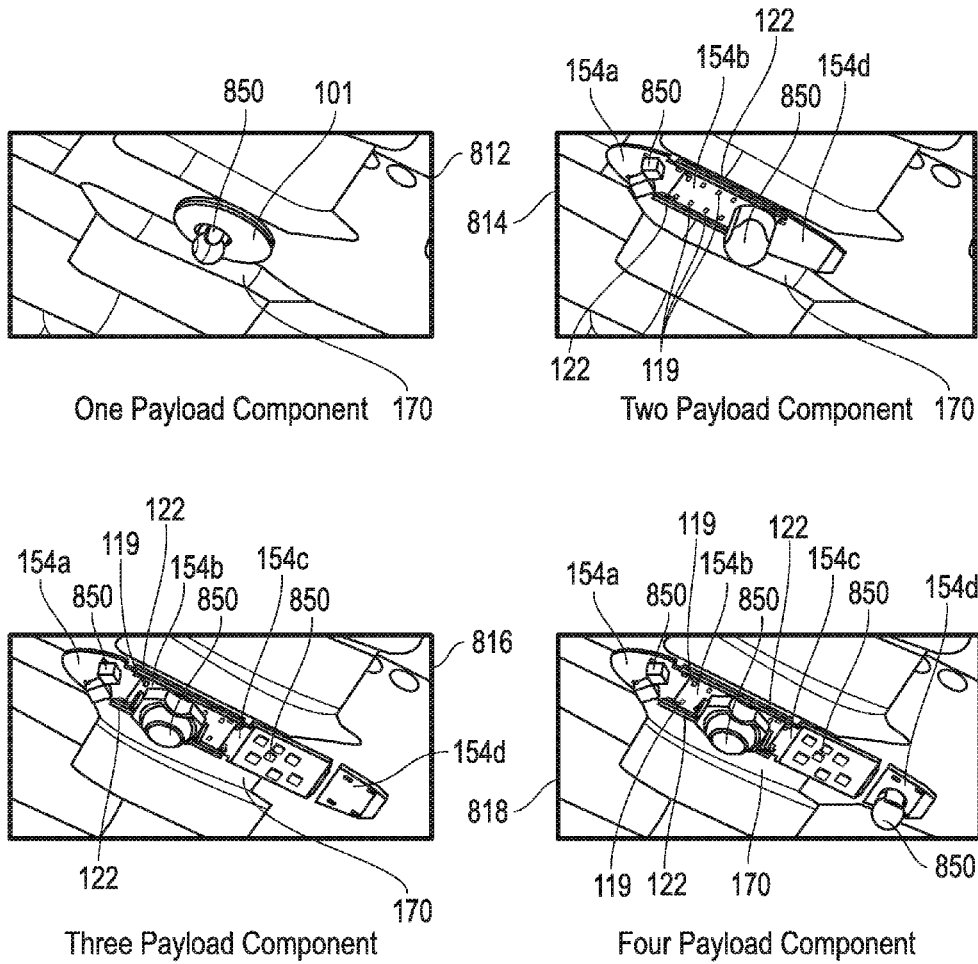 122
850 101 154a 154b 154d
850 850
812
814
122 119
One Payload Component 170 Two Payload Component 170
122
119
154a 154b 154c
850 850 850
816
154d
122
170
Three Payload Component
119 122
154a 154b 154c 154d
850 850 850
818
119 122 170 850
Four Payload Component